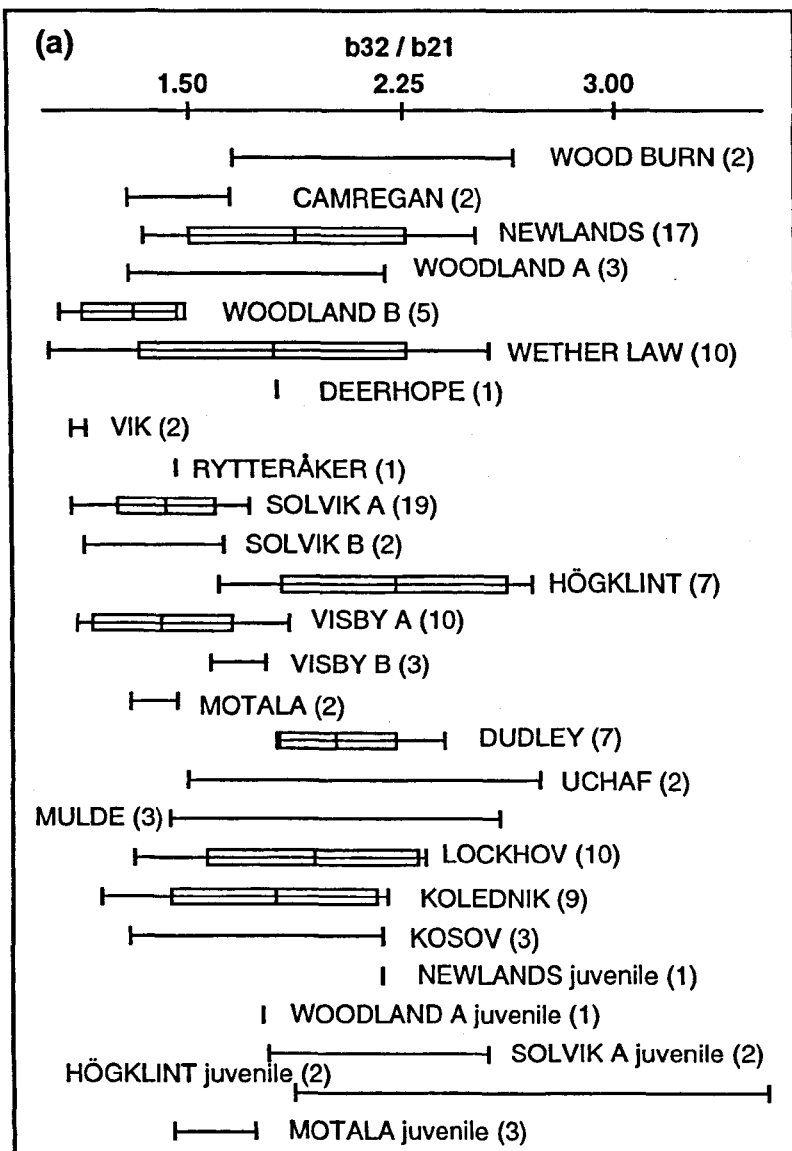 (a)
b32 / b21
1.50 2.25 3.00
WOOD BURN (2)
CAMREGAN (2)
NEWLANDS (17)
WOODLAND A (3)
WOODLAND B (5)
WETHER LAW (10)
DEERHOPE (1)
VIK (2)
RYTTERÅKER (1)
SOLVIK A (19)
SOLVIK B (2)
HÖGKLINT (7)
VISBY A (10)
VISBY B (3)
MOTALA (2)
DUDLEY (7)
UCHAF (2)
MULDE (3)
LOCKHOV (10)
KOLEDNIK (9)
KOSOV (3)
NEWLANDS juvenile (1)
WOODLAND A juvenile (1)
SOLVIK A juvenile (2)
HÖGKLINT juvenile (2)
MOTALA juvenile (3)